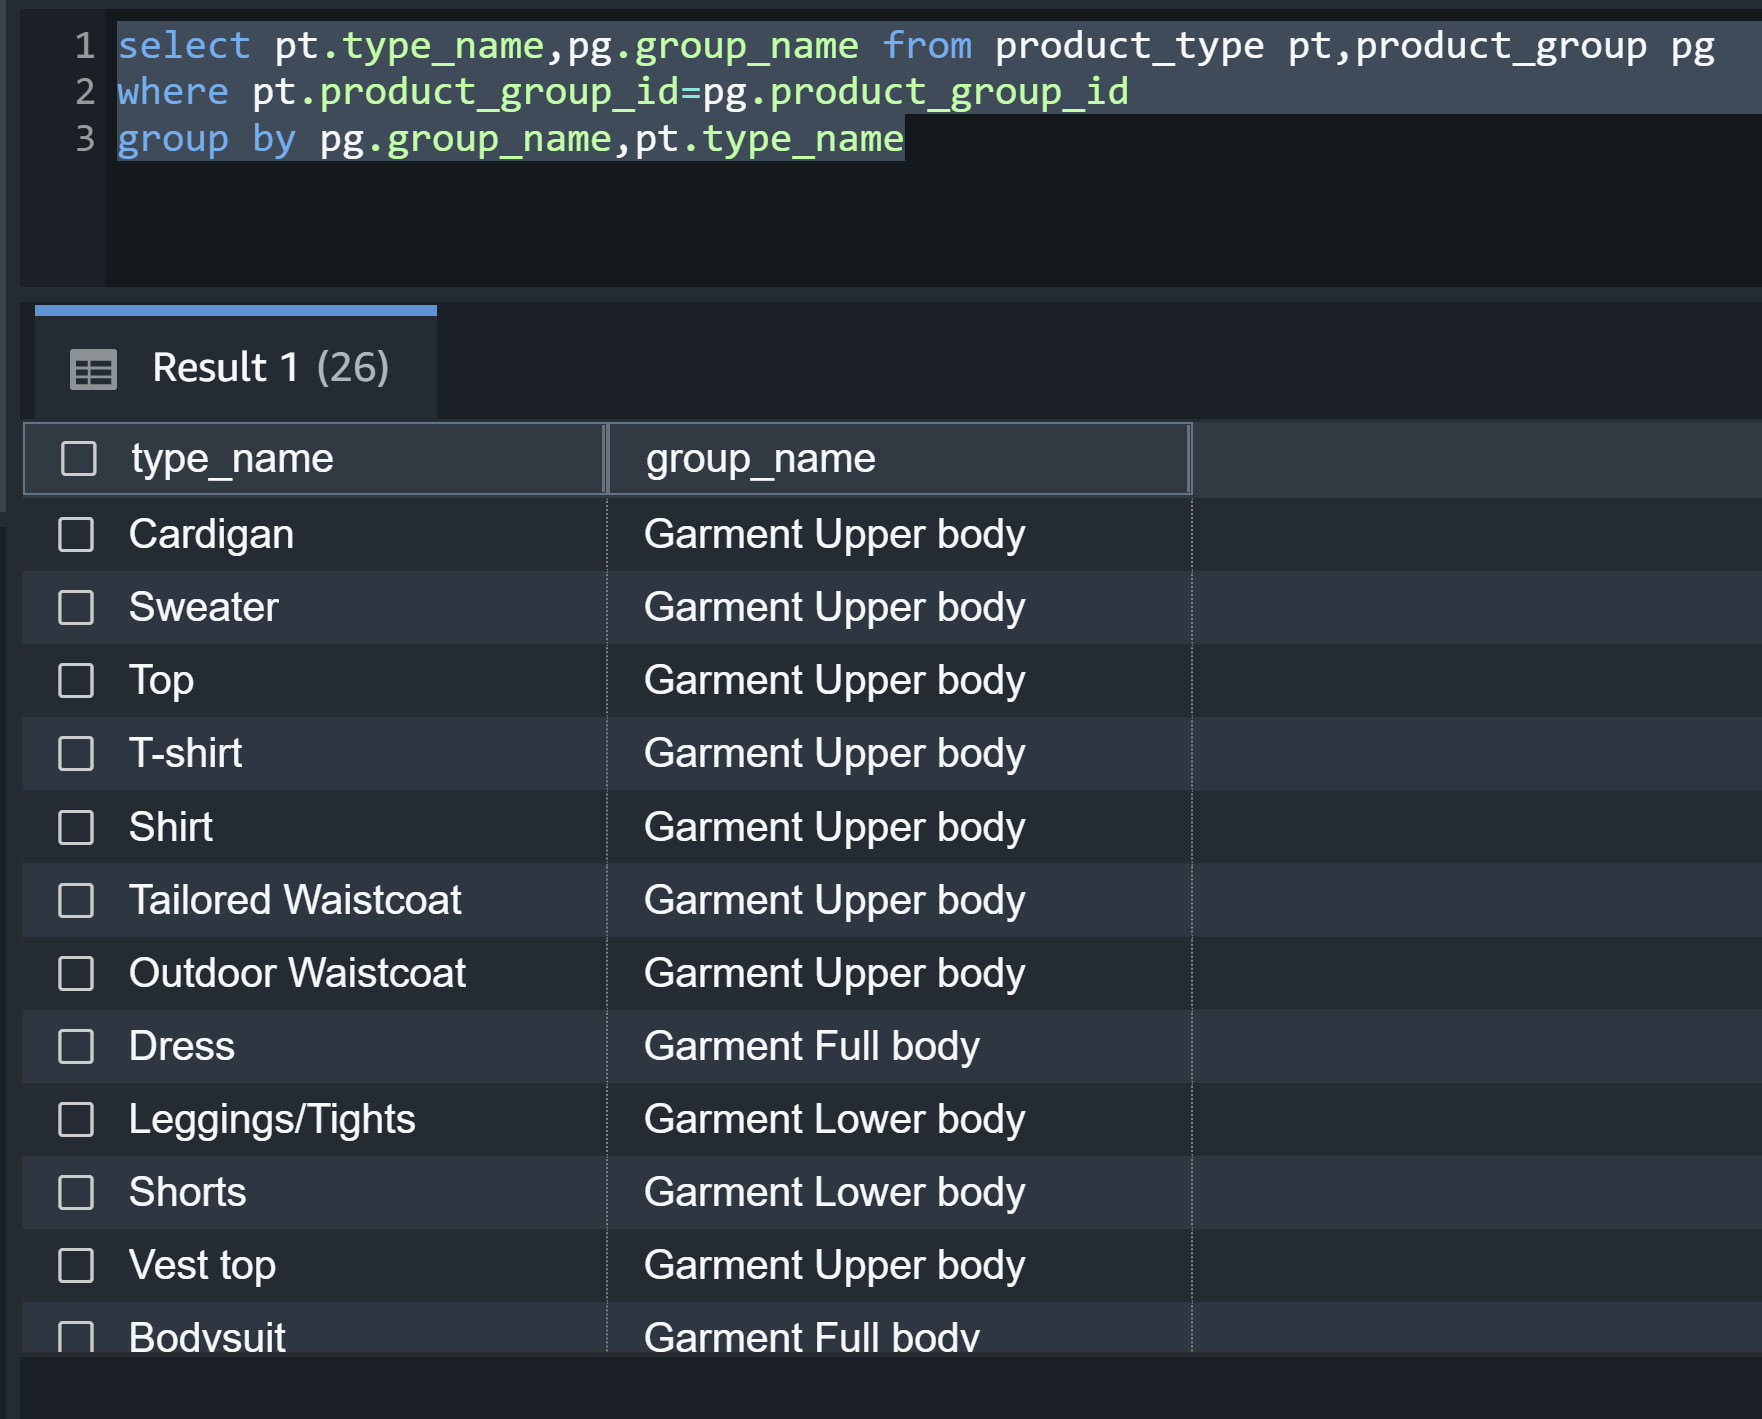 1 select pt.type_name,pg.group_name from product_type pt,product_group pg
2 where pt.product_group_id=pg.product_group_id
3 group by pg.group_name,pt.type_name
Result 1 (26)
type_name group_name
Cardigan Garment Upper body
Sweater Garment Upper body
Top Garment Upper body
T-shirt Garment Upper body
Shirt Garment Upper body
Tailored Waistcoat Garment Upper body
Outdoor Waistcoat Garment Upper body
Dress Garment Full body
Leggings/Tights Garment Lower body
Shorts Garment Lower body
Vest top Garment Upper body
Bodysuit Garment Full body